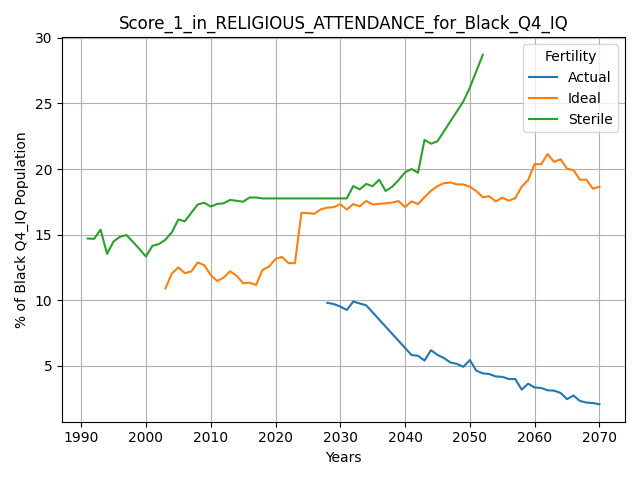 Score_1_in_RELIGIOUS_ATTENDANCE_for_Black_Q4_IQ
% of Black Q4_IQ Population
30
25
20
15
10
5
Fertility
Actual
Ideal
Sterile
1990 2000 2010 2020 2030 2040 2050 2060 2070
Years